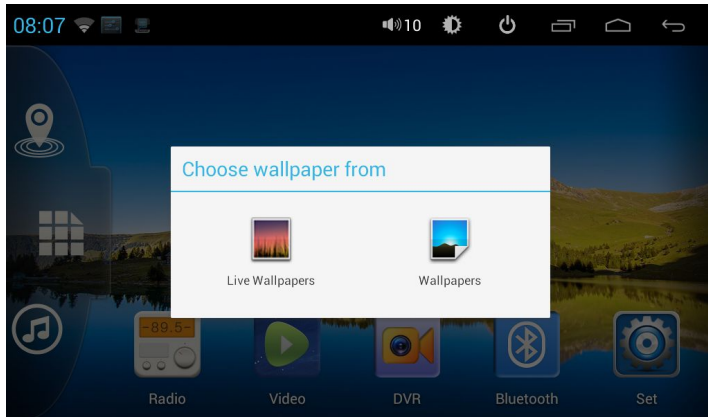 08:07 10
Choose wallpaper from
Live Wallpapers Wallpapers
-89.5-
Radio Video DVR Bluetooth Set